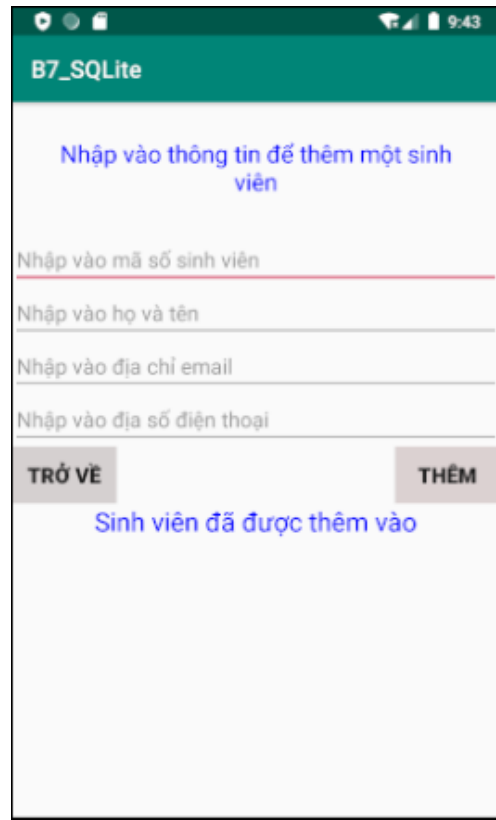 9:43
B7_SQLite
Nhập vào thông tin để thêm một sinh
viên
Nhập vào mã số sinh viên
Nhập vào họ và tên
Nhập vào địa chỉ email
Nhập vào địa số điện thoại
TRỞ VỀ THÊM
Sinh viên đã được thêm vào